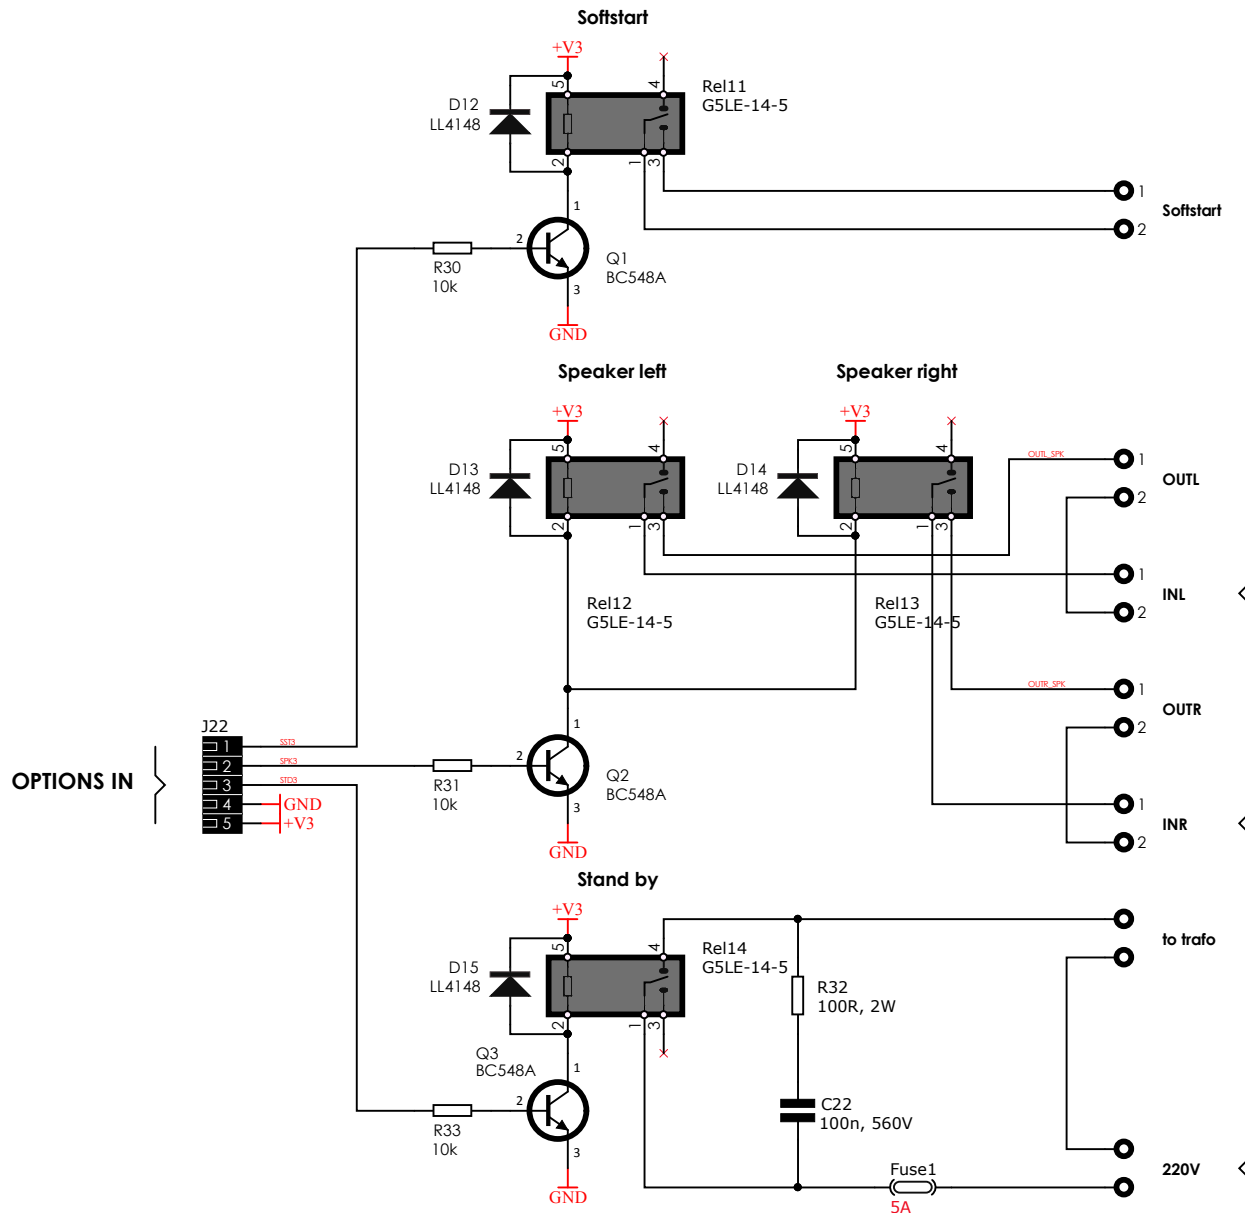 Softstart
+V3
5
4
Rel11
G5LE-14-5
D12
LL4148
2
1
3
1
Softstart
2
1
2
Q1
BC548A
R30
10k
3
GND
Speaker left
Speaker right
+V3
+V3
5
4
5
4
OUTL_SPK
1
OUTL
2
D13
LL4148
D14
LL4148
2
1
3
2
1
3
1
INL
2
Rel12
G5LE-14-5
Rel13
G5LE-14-5
OUTR_SPK
1
OUTR
2
J22
1
SST3
2
SPK3
3
STD3
4
GND
5
+V3
OPTIONS IN
1
2
Q2
BC548A
R31
10k
3
GND
1
INR
2
Stand by
+V3
5
4
Rel14
G5LE-14-5
to trafo
D15
LL4148
2
1
3
R32
100R, 2W
Q3
BC548A
1
2
R33
10k
3
GND
C22
100n, 560V
Fuse1
5A
220V